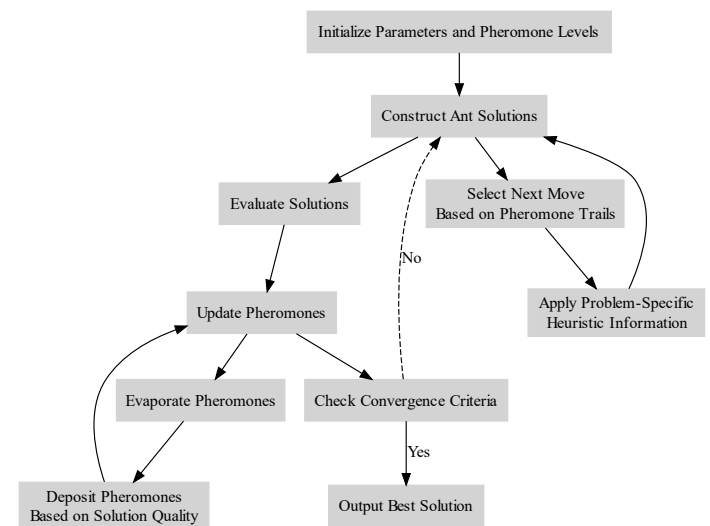 Initialize Parameters and Pheromone Levels
Construct Ant Solutions
Evaluate Solutions
Select Next Move
Based on Pheromone Trails
No
Apply Problem-Specific
Heuristic Information
Update Pheromones
Evaporate Pheromones
Check Convergence Criteria
Yes
Deposit Pheromones
Based on Solution Quality
Output Best Solution